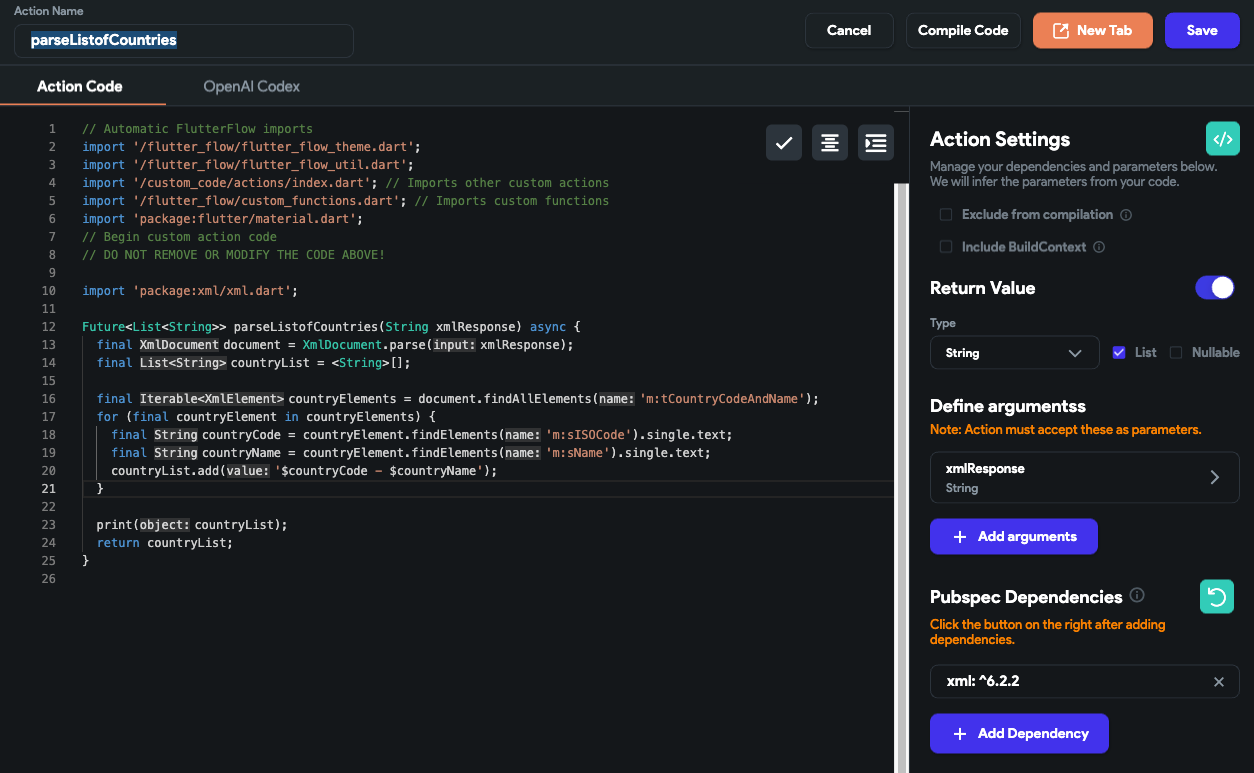 Action Name
parseListofCountries
Cancel
Compile Code
New Tab
Save
Action Code
OpenAI Codex
1 // Automatic FlutterFlow imports
2 import '/flutter_flow/flutter_flow_theme.dart';
3 import '/flutter_flow/flutter_flow_util.dart';
4 import '/custom_code/actions/index.dart'; // Imports other custom actions
5 import '/flutter_flow/custom_functions.dart'; // Imports custom functions
6 import 'package:flutter/material.dart';
7 // Begin custom action code
8 // DO NOT REMOVE OR MODIFY THE CODE ABOVE!
9
10 import 'package:xml/xml.dart';
11
12 Future<List<String>> parseListofCountries(String xmlResponse) async {
13 final XmlDocument document = XmlDocument.parse(input: xmlResponse);
14 final List<String> countryList = <String>[];
15
16 final Iterable<XmlElement> countryElements = document.findAllElements(name: 'm:tCountryCodeAndName');
17 for (final countryElement in countryElements) {
18 final String countryCode = countryElement.findElements(name: 'm:sISOCode').single.text;
19 final String countryName = countryElement.findElements(name: 'm:sName').single.text;
20 countryList.add(value: '$countryCode - $countryName');
21 }
22
23 print(object: countryList);
24 return countryList;
25 }
26
Action Settings
</>
Manage your dependencies and parameters below.
We will infer the parameters from your code.
Exclude from compilation
Include BuildContext
Return Value
Type
String
List
Nullable
Define argumentss
Note: Action must accept these as parameters.
xmlResponse
String
+ Add arguments
Pubspec Dependencies
Click the button on the right after adding
dependencies.
xml: ^6.2.2
+ Add Dependency